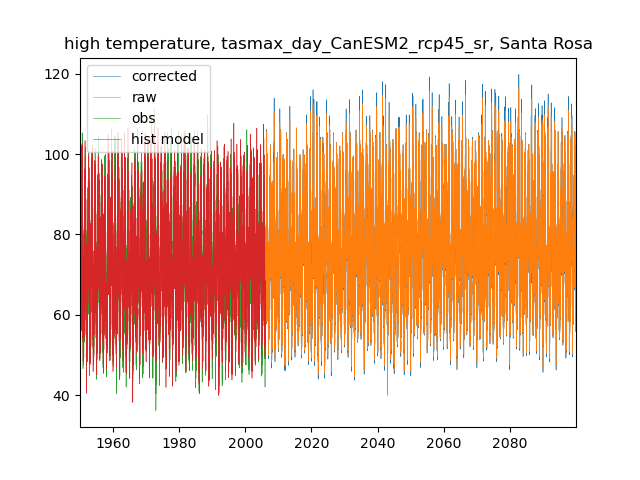 high temperature, tasmax_day_CanESM2_rcp45_sr, Santa Rosa
corrected
raw
obs
hist model
120
100
80
60
40
1960 1980 2000 2020 2040 2060 2080